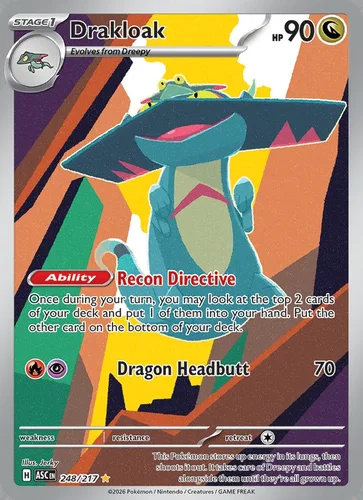 STAGE 1
Drakloak
HP 90
Evolves from Dreepy
Ability Recon Directive
Once during your turn, you may look at the top 2 cards
of your deck and put 1 of them into your hand. Put the
other card on the bottom of your deck.
Dragon Headbutt 70
weakness resistance retreat
Illus. Jerky
H ASC EN 248/217
This Pokémon stores up energy in its lungs, then
shoots it out. It takes care of Dreepy and battles
alongside them until they're all grown up.
©2026 Pokémon / Nintendo / Creatures / GAME FREAK